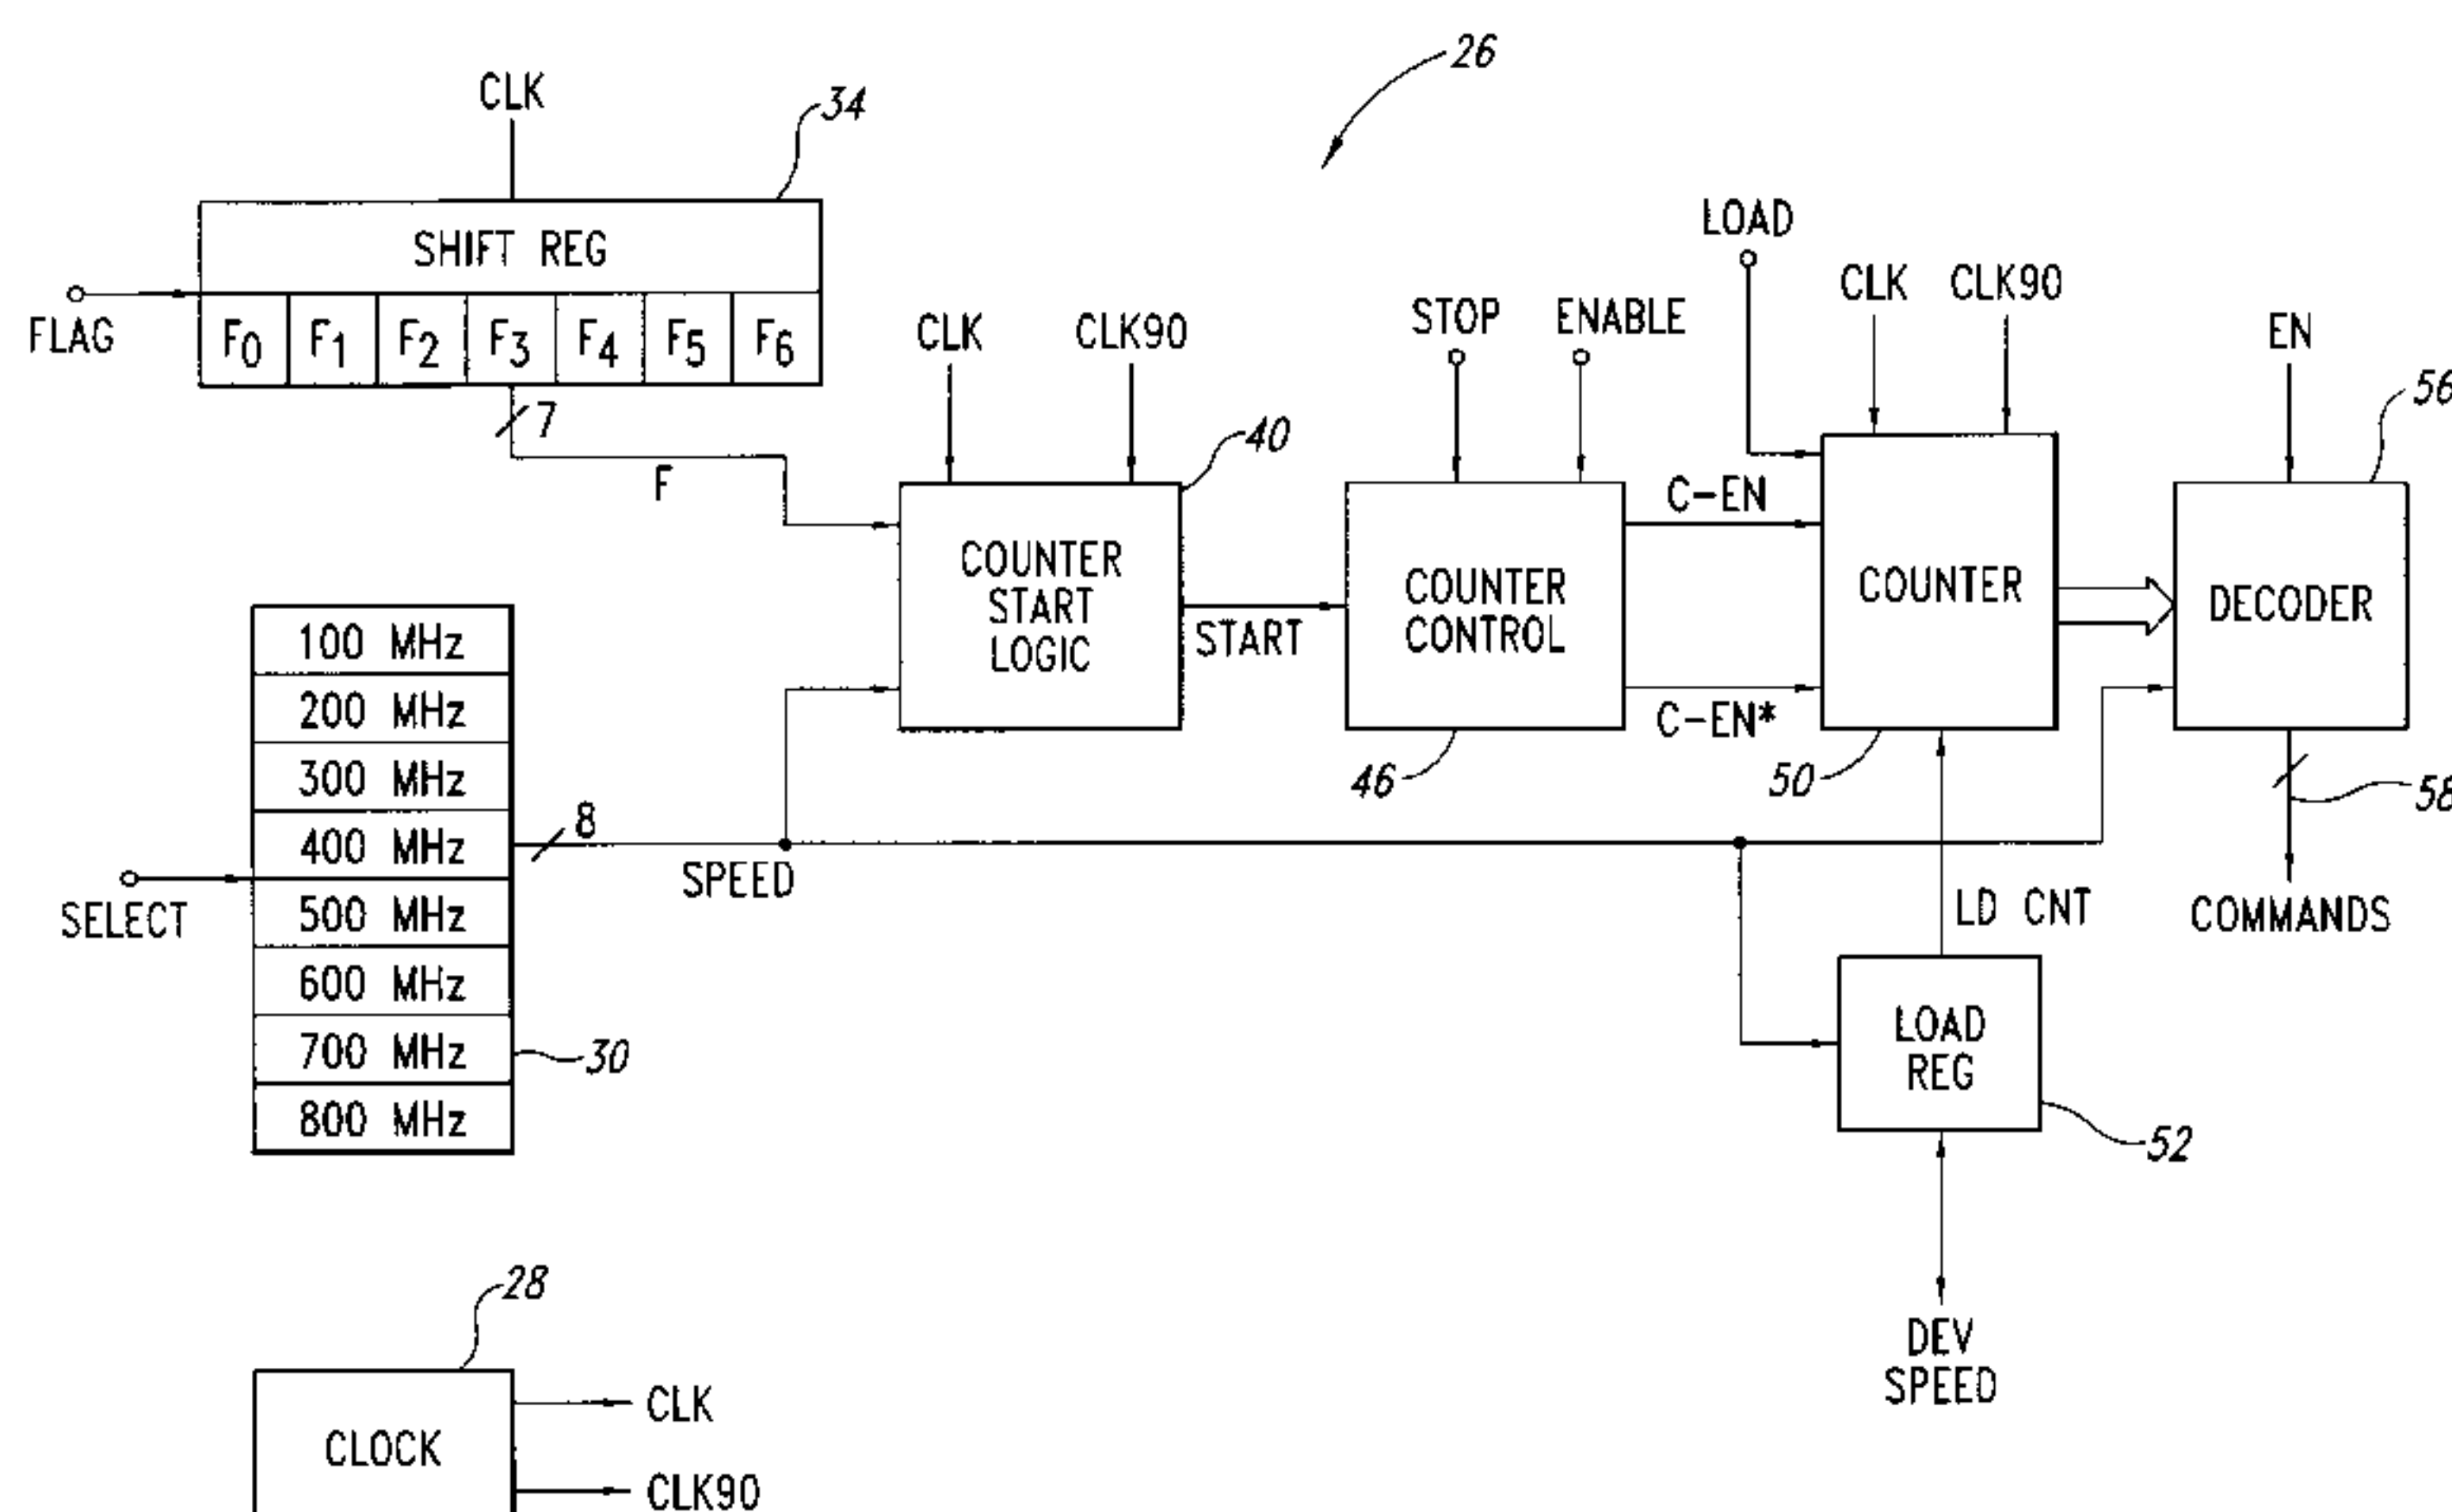 26
CLK
34
SHIFT REG
FLAG
F0 F1 F2 F3 F4 F5 F6
7
F
CLK
CLK90
40
COUNTER
START
LOGIC
START
STOP
ENABLE
COUNTER
CONTROL
46
C-EN
C-EN*
LOAD
CLK
CLK90
COUNTER
50
EN
56
DECODER
58
COMMANDS
100 MHz
200 MHz
300 MHz
400 MHz
500 MHz
600 MHz
700 MHz
800 MHz
SELECT
30
8
SPEED
LD CNT
LOAD
REG
52
DEV
SPEED
28
CLOCK
CLK
CLK90